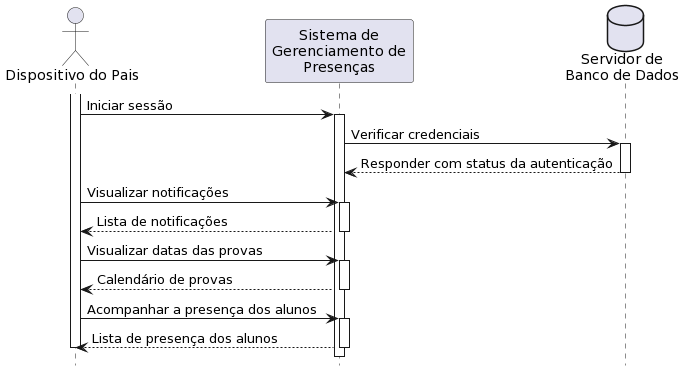 Dispositivo do Pais
Sistema de
Gerenciamento de
Presenças
Servidor de
Banco de Dados
Iniciar sessão
Verificar credenciais
Responder com status da autenticação
Visualizar notificações
Lista de notificações
Visualizar datas das provas
Calendário de provas
Acompanhar a presença dos alunos
Lista de presença dos alunos